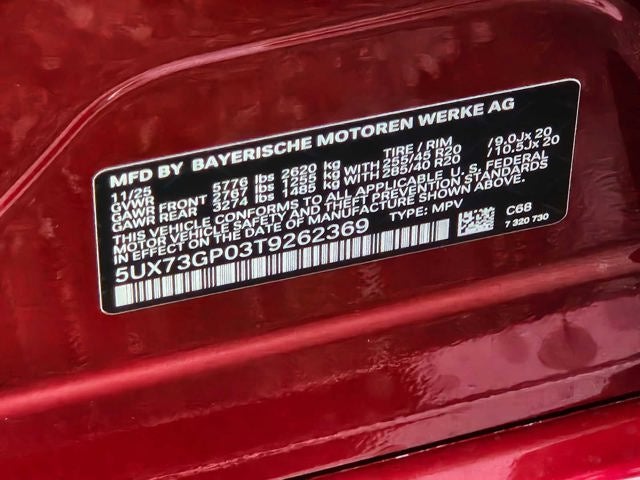 MFD BY BAYERISCHE MOTOREN WERKE AG
11/25
GVWR 5776 lbs 2620 kg TIRE / RIM
GAWR FRONT 2767 lbs 1255 kg WITH 255/45 R20 /9.0Jx 20
GAWR REAR 3274 lbs 1485 kg WITH 285/40 R20 /10.5Jx 20
THIS VEHICLE CONFORMS TO ALL APPLICABLE U. S. FEDERAL
MOTOR VEHICLE SAFETY AND THEFT PREVENTION STANDARDS
IN EFFECT ON THE DATE OF MANUFACTURE SHOWN ABOVE.
5UX73GP03T9262369 TYPE: MPV C68
7 320 730